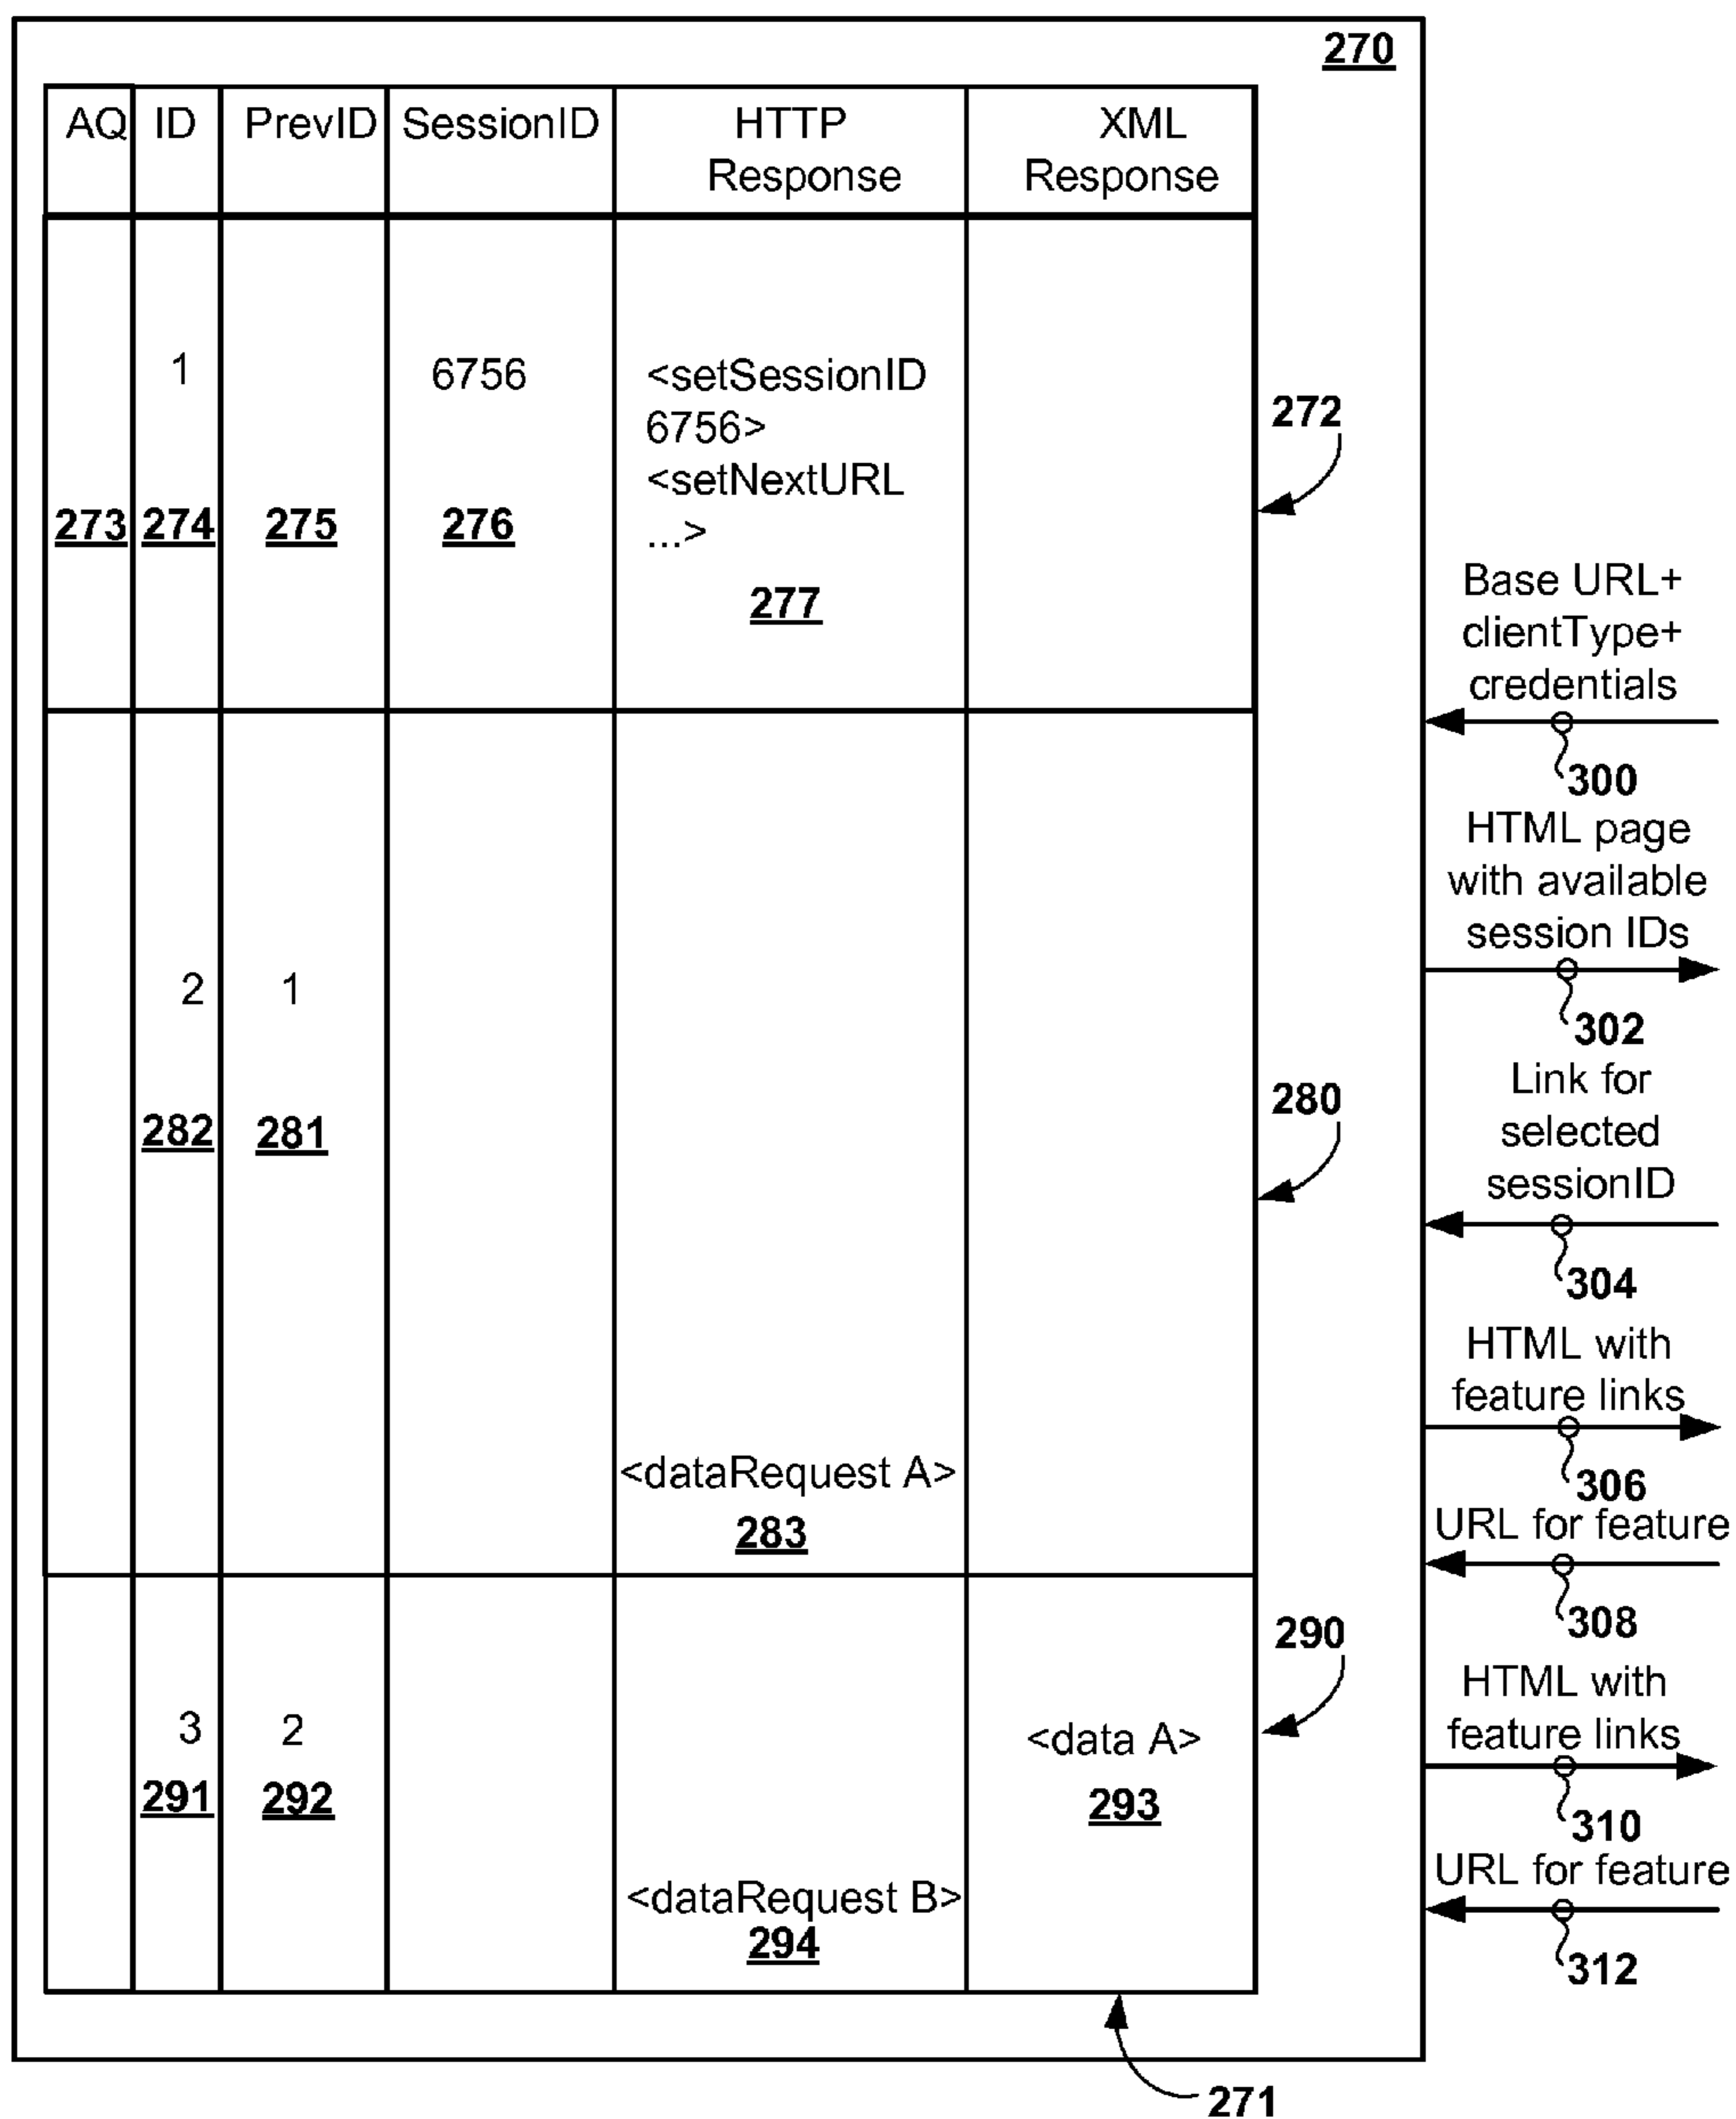 270
AQ ID PrevID SessionID HTTP Response XML Response
1 6756 <setSessionID
6756>
<setNextURL
...>
273 274 275 276
277
272
2 1
282 281
280
<dataRequest A>
283
3 2 <data A>
291 292 293
290
<dataRequest B>
294
271
Base URL+
clientType+
credentials
300
HTML page
with available
session IDs
302
Link for
selected
sessionID
304
HTML with
feature links
306
URL for feature
308
HTML with
feature links
310
URL for feature
312